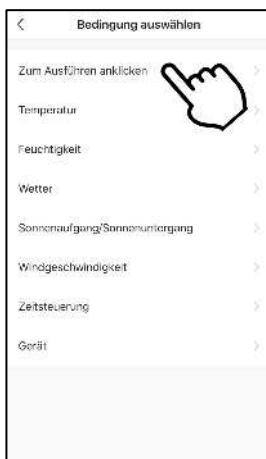 Bedingung auswählen
Zum Ausführen anklicken
Temperatur
Feuchtigkeit
Wetter
Sonnenaufgang/Sonnenuntergang
Windgeschwindigkeit
Zeitsteuerung
Gerät